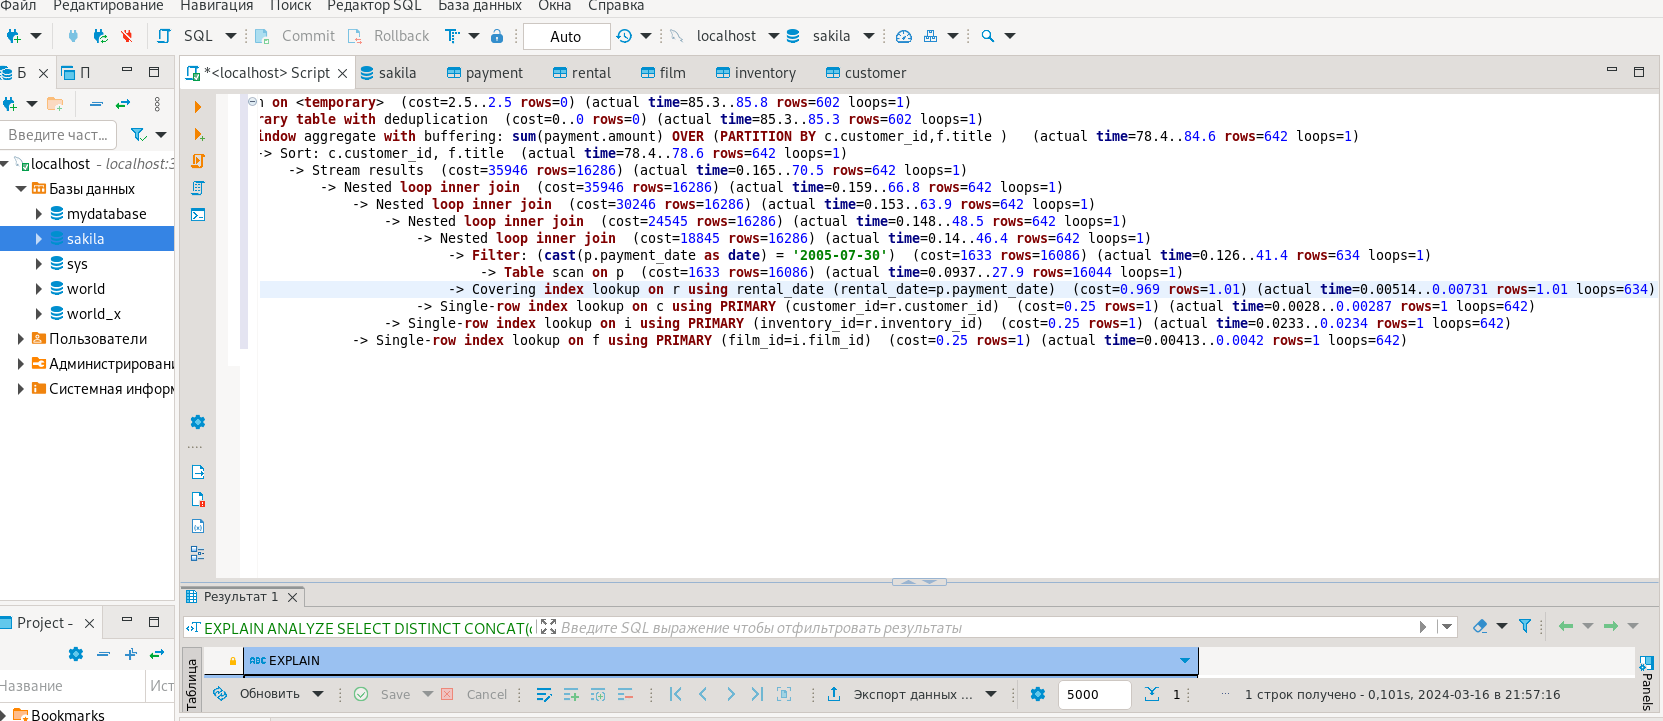 Файл Редактирование Навигация Поиск Редактор SQL База данных Окна Справка
SQL Commit Rollback Auto localhost sakila
Б П *<localhost> Script sakila payment rental film inventory customer
Введите част...
localhost - localhost:3
Базы данных
mydatabase
sakila
sys
world
world_x
Пользователи
Администрирован
Системная информ
on <temporary>  (cost=2.5..2.5 rows=0) (actual time=85.3..85.8 rows=602 loops=1)
rary table with deduplication  (cost=0..0 rows=0) (actual time=85.3..85.3 rows=602 loops=1)
indow aggregate with buffering: sum(payment.amount) OVER (PARTITION BY c.customer_id,f.title )   (actual time=78.4..84.6 rows=642 loops=1)
-> Sort: c.customer_id, f.title  (actual time=78.4..78.6 rows=642 loops=1)
-> Stream results  (cost=35946 rows=16286) (actual time=0.165..70.5 rows=642 loops=1)
-> Nested loop inner join  (cost=35946 rows=16286) (actual time=0.159..66.8 rows=642 loops=1)
-> Nested loop inner join  (cost=30246 rows=16286) (actual time=0.153..63.9 rows=642 loops=1)
-> Nested loop inner join  (cost=24545 rows=16286) (actual time=0.148..48.5 rows=642 loops=1)
-> Nested loop inner join  (cost=18845 rows=16286) (actual time=0.14..46.4 rows=642 loops=1)
-> Filter: (cast(p.payment_date as date) = '2005-07-30')  (cost=1633 rows=16086) (actual time=0.126..41.4 rows=634 loops=1)
-> Table scan on p  (cost=1633 rows=16086) (actual time=0.0937..27.9 rows=16044 loops=1)
-> Covering index lookup on r using rental_date (rental_date=p.payment_date)  (cost=0.969 rows=1.01) (actual time=0.00514..0.00731 rows=1.01 loops=634)
-> Single-row index lookup on c using PRIMARY (customer_id=r.customer_id)  (cost=0.25 rows=1) (actual time=0.0028..0.00287 rows=1 loops=642)
-> Single-row index lookup on i using PRIMARY (inventory_id=r.inventory_id)  (cost=0.25 rows=1) (actual time=0.0233..0.0234 rows=1 loops=642)
-> Single-row index lookup on f using PRIMARY (film_id=i.film_id)  (cost=0.25 rows=1) (actual time=0.00413..0.0042 rows=1 loops=642)
Результат 1
EXPLAIN ANALYZE SELECT DISTINCT CONCAT(c Введите SQL выражение чтобы отфильтровать результаты
Project -
Название Ист
Bookmarks
Таблица
ABC EXPLAIN
Panels
Обновить Save Cancel Экспорт данных ... 5000 1 ... 1 строк получено - 0,101s, 2024-03-16 в 21:57:16